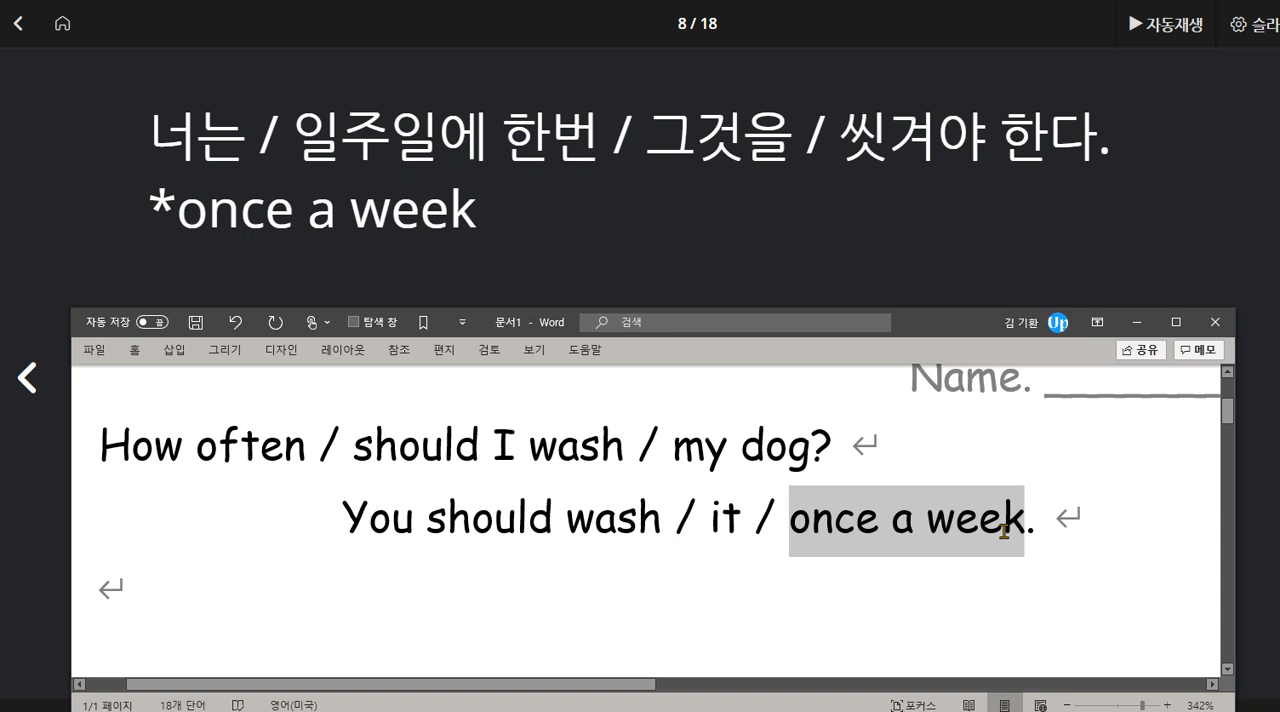 8 / 18
▶ 자동재생
슬라
너는 / 일주일에 한번 / 그것을 / 씻겨야 한다.
*once a week
자동 저장 끔
탐색 창
문서1 - Word
검색
김 기환
Up
파일 홈 삽입 그리기 디자인 레이아웃 참조 편지 검토 보기 도움말
공유 메모
Name. __________
How often / should I wash / my dog?
You should wash / it / once a week.
1/1 페이지 18개 단어 영어(미국) 포커스 342%